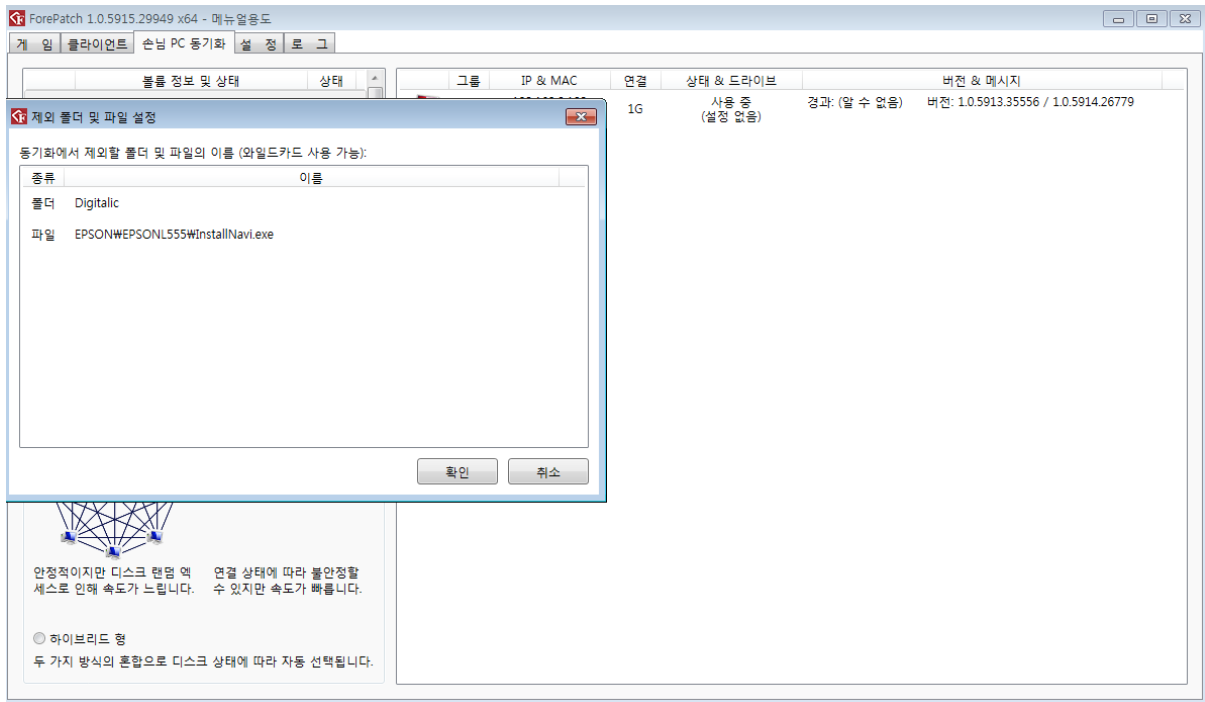 ForePatch 1.0.5915.29949 x64 - 메뉴얼용도
게 임 클라이언트 손님 PC 동기화 설 정 로 그
볼륨 정보 및 상태 상태
그룹 IP & MAC 연결 상태 & 드라이브 버전 & 메시지
1G 사용 중 경과: (알 수 없음) 버전: 1.0.5913.35556 / 1.0.5914.26779
(설정 없음)
제외 폴더 및 파일 설정
동기화에서 제외할 폴더 및 파일의 이름 (와일드카드 사용 가능):
종류 이름
폴더 Digitalic
파일 EPSON₩EPSONL555₩InstallNavi.exe
확인 취소
안정적이지만 디스크 랜덤 엑
세스로 인해 속도가 느립니다.
연결 상태에 따라 불안정할
수 있지만 속도가 빠릅니다.
하이브리드 형
두 가지 방식의 혼합으로 디스크 상태에 따라 자동 선택됩니다.